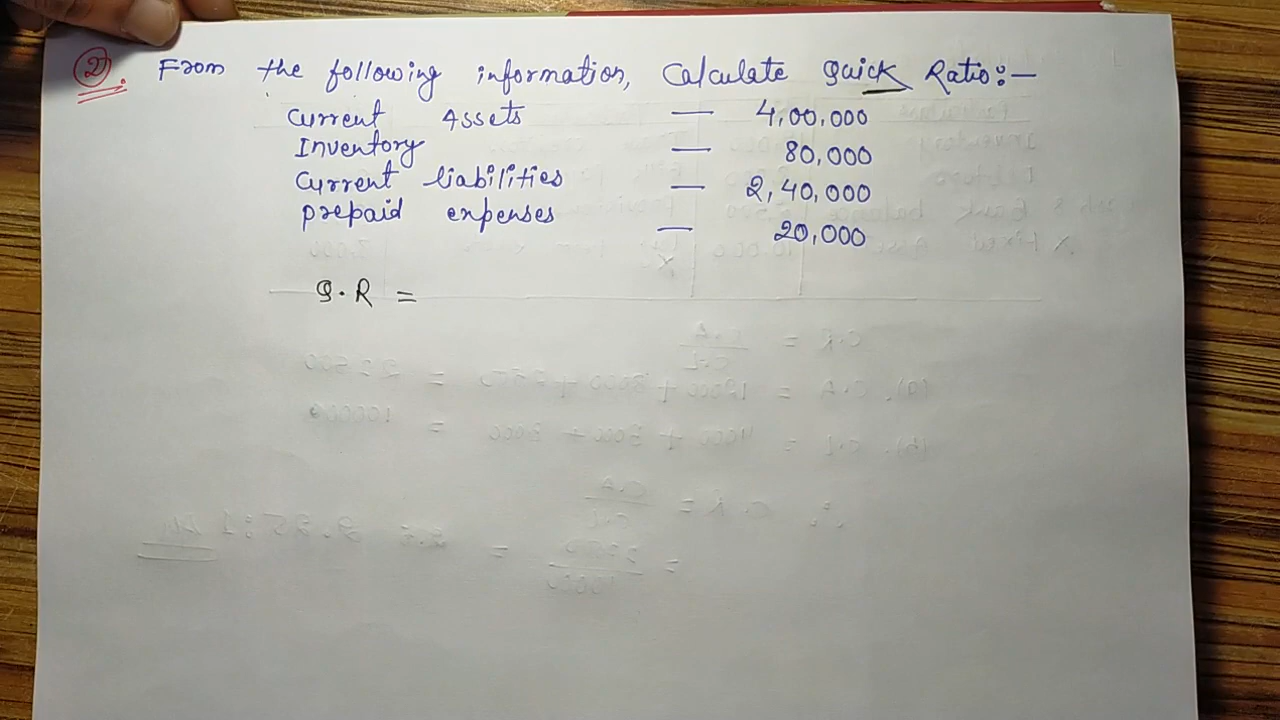 2. From the following information, Calculate Quick Ratio:-
Current Assets — 4,00,000
Inventory — 80,000
Current liabilities — 2,40,000
prepaid expenses — 20,000
Q.R =